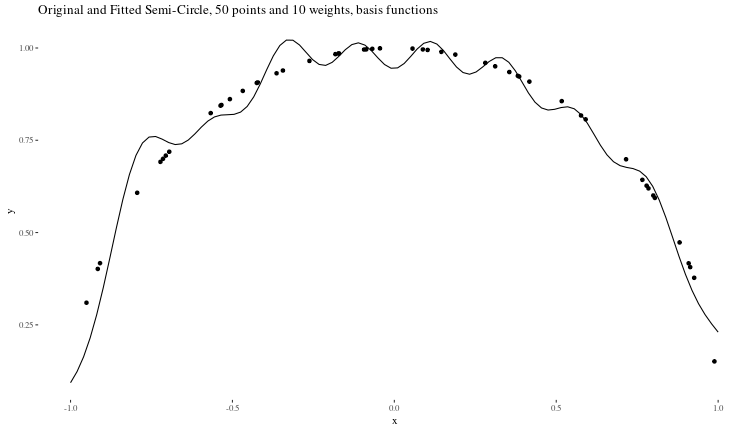 Original and Fitted Semi-Circle, 50 points and 10 weights, basis functions
1.00
0.75
y
0.50
0.25
-1.0 -0.5 0.0 0.5 1.0
x